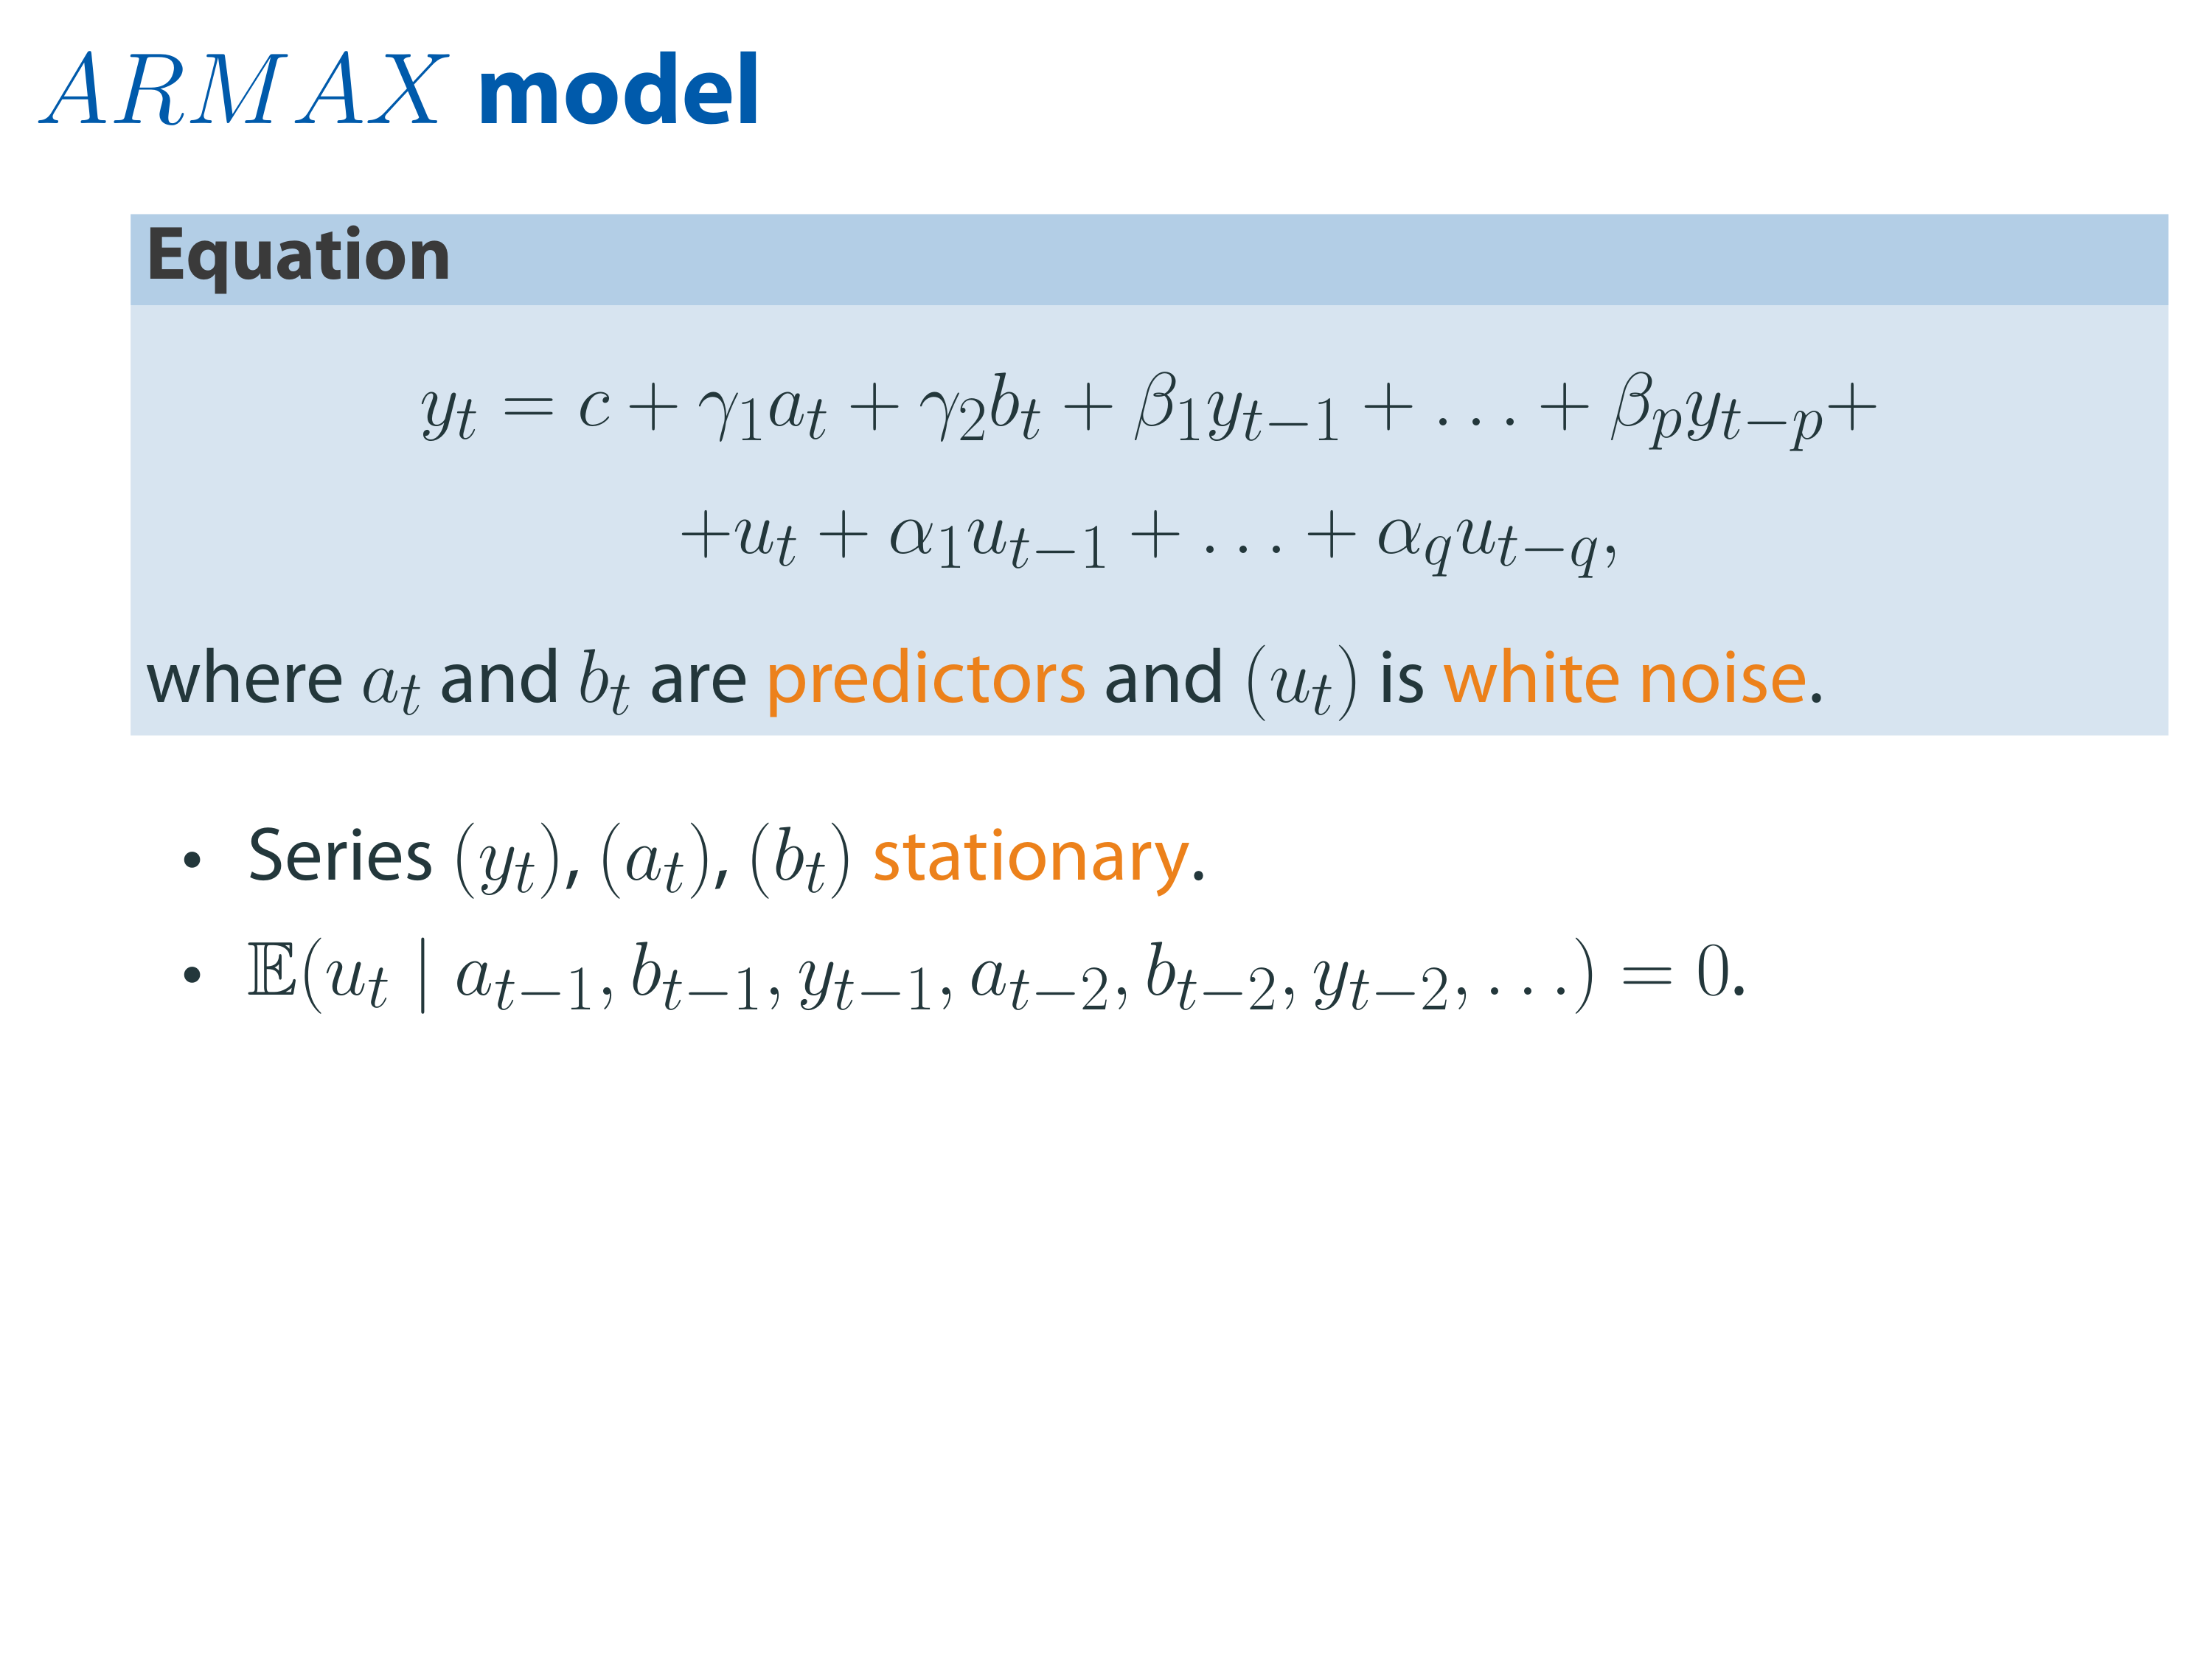 ARMAX model
Equation
y_t = c + γ_1 a_t + γ_2 b_t + β_1 y_{t−1} + … + β_p y_{t−p} +
+ u_t + α_1 u_{t−1} + … + α_q u_{t−q},
where a_t and b_t are predictors and (u_t) is white noise.
• Series (y_t), (a_t), (b_t) stationary.
• 𝔼(u_t | a_{t−1}, b_{t−1}, y_{t−1}, a_{t−2}, b_{t−2}, y_{t−2}, …) = 0.